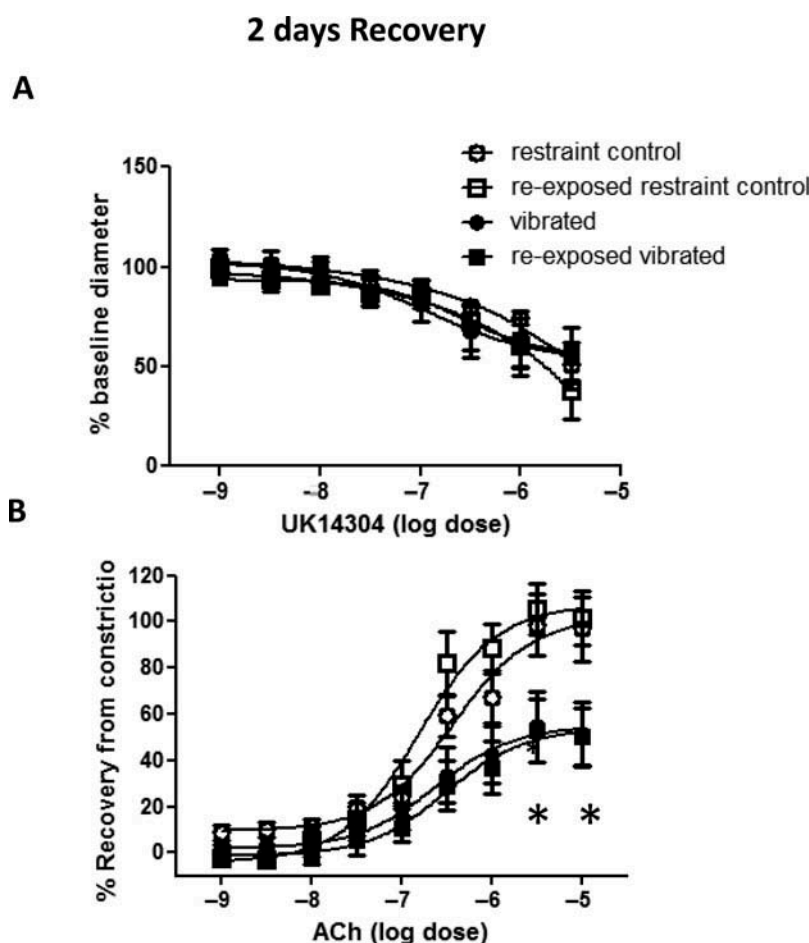 2 days Recovery
A
restraint control
re-exposed restraint control
vibrated
re-exposed vibrated
150
100
50
0
% baseline diameter
–9 –8 –7 –6 –5
UK14304 (log dose)
B
120
100
80
60
40
20
0
% Recovery from constrictio
* * *
–9 –8 –7 –6 –5
ACh (log dose)